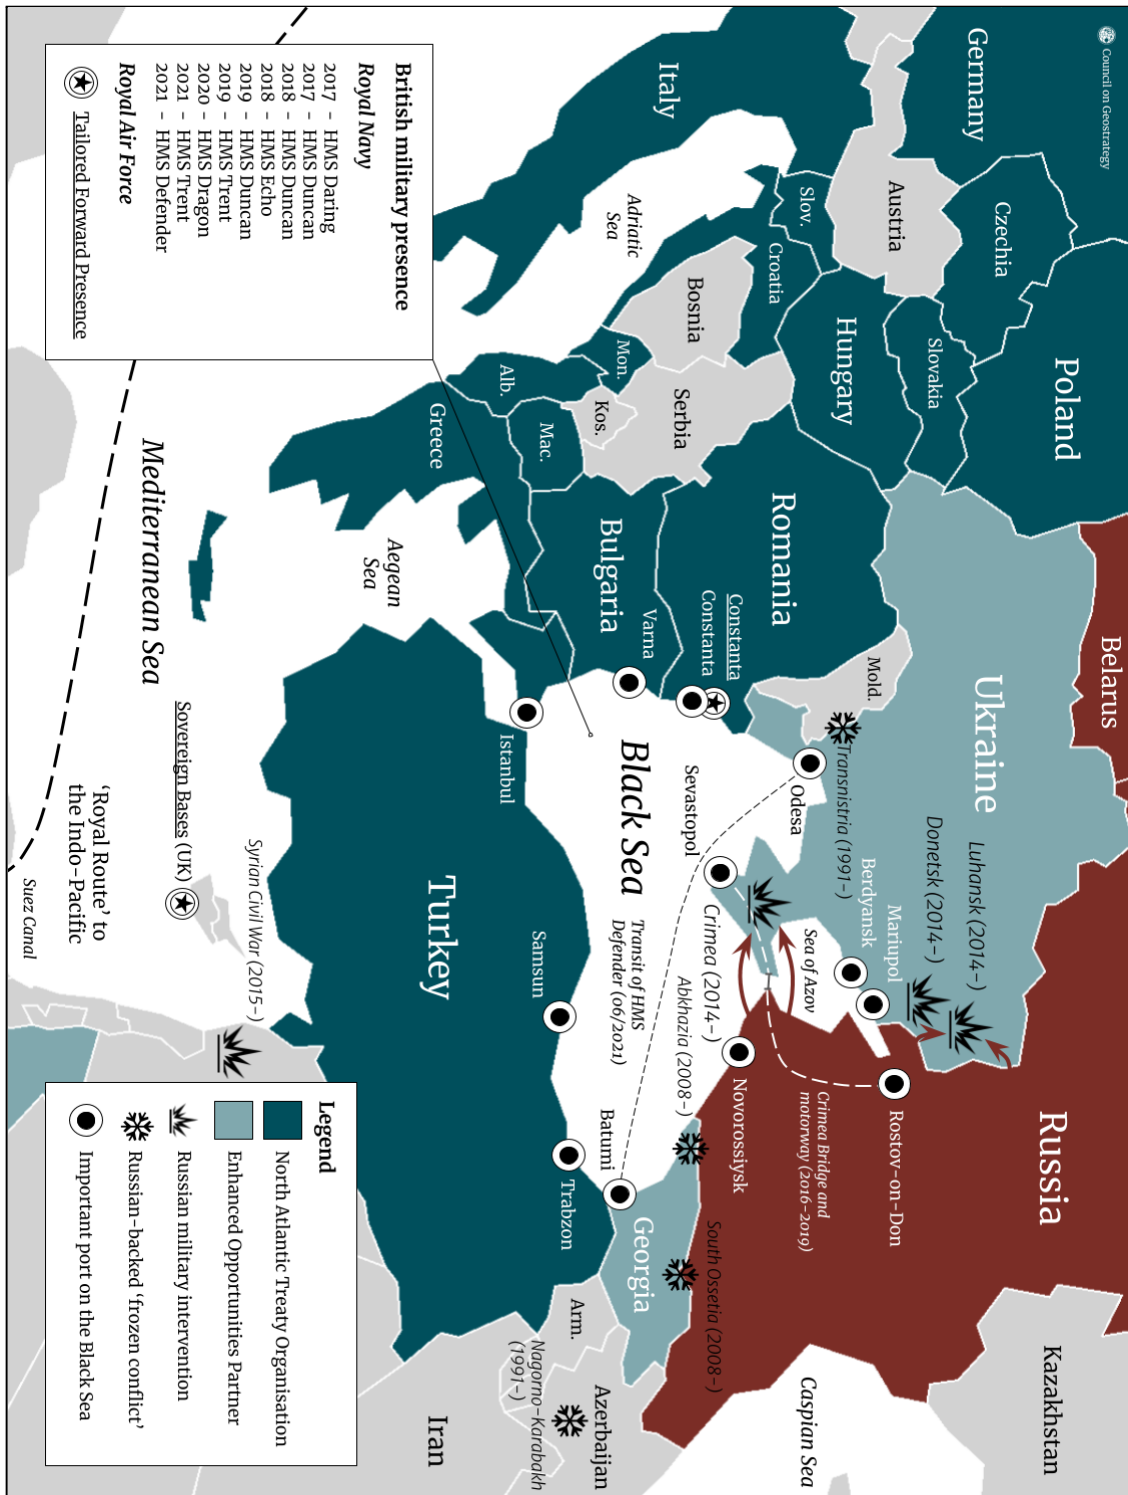 Council on Geostrategy
Germany
Poland
Belarus
Russia
Kazakhstan
Czechia
Slovakia
Ukraine
Austria
Hungary
Mold.
Luhansk (2014-)
Donetsk (2014-)
Transnistria (1991-)
Rostov-on-Don
Mariupol
Berdyansk
Odesa
Sea of Azov
Crimea Bridge and
motorway (2016-2019)
Caspian Sea
Italy
Slov.
Croatia
Romania
Bosnia
Serbia
Constanta
Constanta
Sevastopol
Crimea (2014-)
Novorossiysk
Abkhazia (2008-)
South Ossetia (2008-)
Adriatic
Sea
Mon.
Kos.
Bulgaria
Varna
Black Sea
Transit of HMS
Defender (06/2021)
Batumi
Georgia
Alb.
Mac.
Greece
Istanbul
Samsun
Trabzon
Arm.
Azerbaijan
Nagorno-Karabakh
(1991-)
Aegean
Sea
Turkey
Iran
Mediterranean Sea
Sovereign Bases (UK)
Syrian Civil War (2015-)
'Royal Route' to
the Indo-Pacific
Suez Canal
British military presence
Royal Navy
2017 - HMS Daring
2017 - HMS Duncan
2018 - HMS Duncan
2018 - HMS Echo
2019 - HMS Duncan
2019 - HMS Trent
2020 - HMS Dragon
2021 - HMS Trent
2021 - HMS Defender
Royal Air Force
Tailored Forward Presence
Legend
North Atlantic Treaty Organisation
Enhanced Opportunities Partner
Russian military intervention
Russian-backed 'frozen conflict'
Important port on the Black Sea